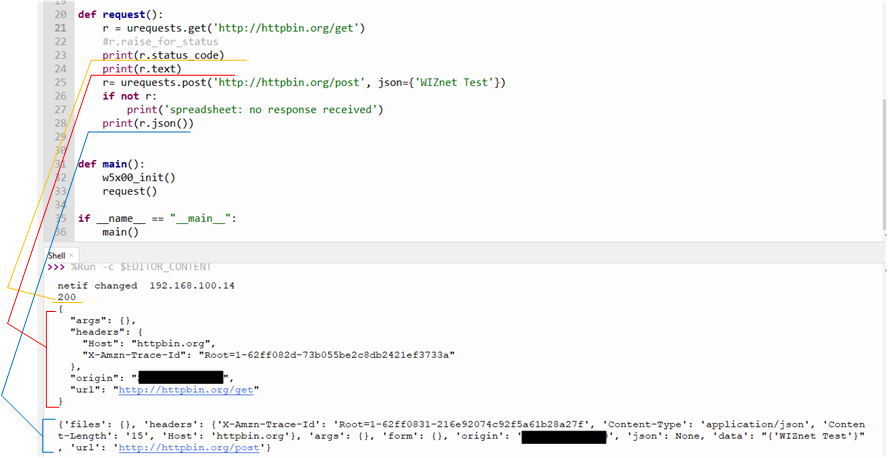 19
20 def request():
21     r = urequests.get('http://httpbin.org/get')
22     #r.raise_for_status
23     print(r.status_code)
24     print(r.text)
25     r= urequests.post('http://httpbin.org/post', json={'WIZnet Test'})
26     if not r:
27         print('spreadsheet: no response received')
28     print(r.json())
29
30
31 def main():
32     w5x00_init()
33     request()
34
35 if __name__ == "__main__":
36     main()
Shell ×
>>> %Run -c $EDITOR_CONTENT
netif changed  192.168.100.14
200
{
  "args": {},
  "headers": {
    "Host": "httpbin.org",
    "X-Amzn-Trace-Id": "Root=1-62ff082d-73b055be2c8db2421ef3733a"
  },
  "origin": " ",
  "url": "http://httpbin.org/get"
}
{'files': {}, 'headers': {'X-Amzn-Trace-Id': 'Root=1-62ff0831-216e92074c92f5a61b28a27f', 'Content-Type': 'application/json', 'Conten
t-Length': '15', 'Host': 'httpbin.org'}, 'args': {}, 'form': {}, 'origin': ' ', 'json': None, 'data': "{'WIZnet Test'}"
, 'url': 'http://httpbin.org/post'}